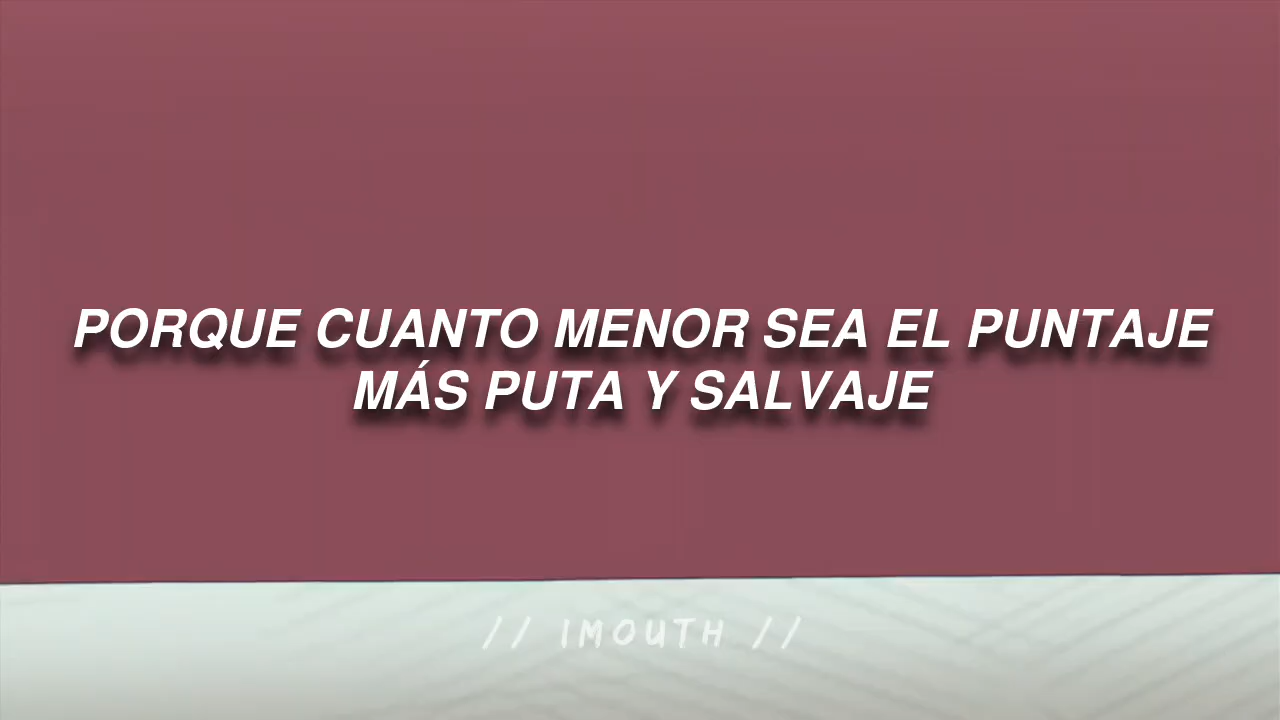 PORQUE CUANTO MENOR SEA EL PUNTAJE
MÁS PUTA Y SALVAJE
// IMOUTH //